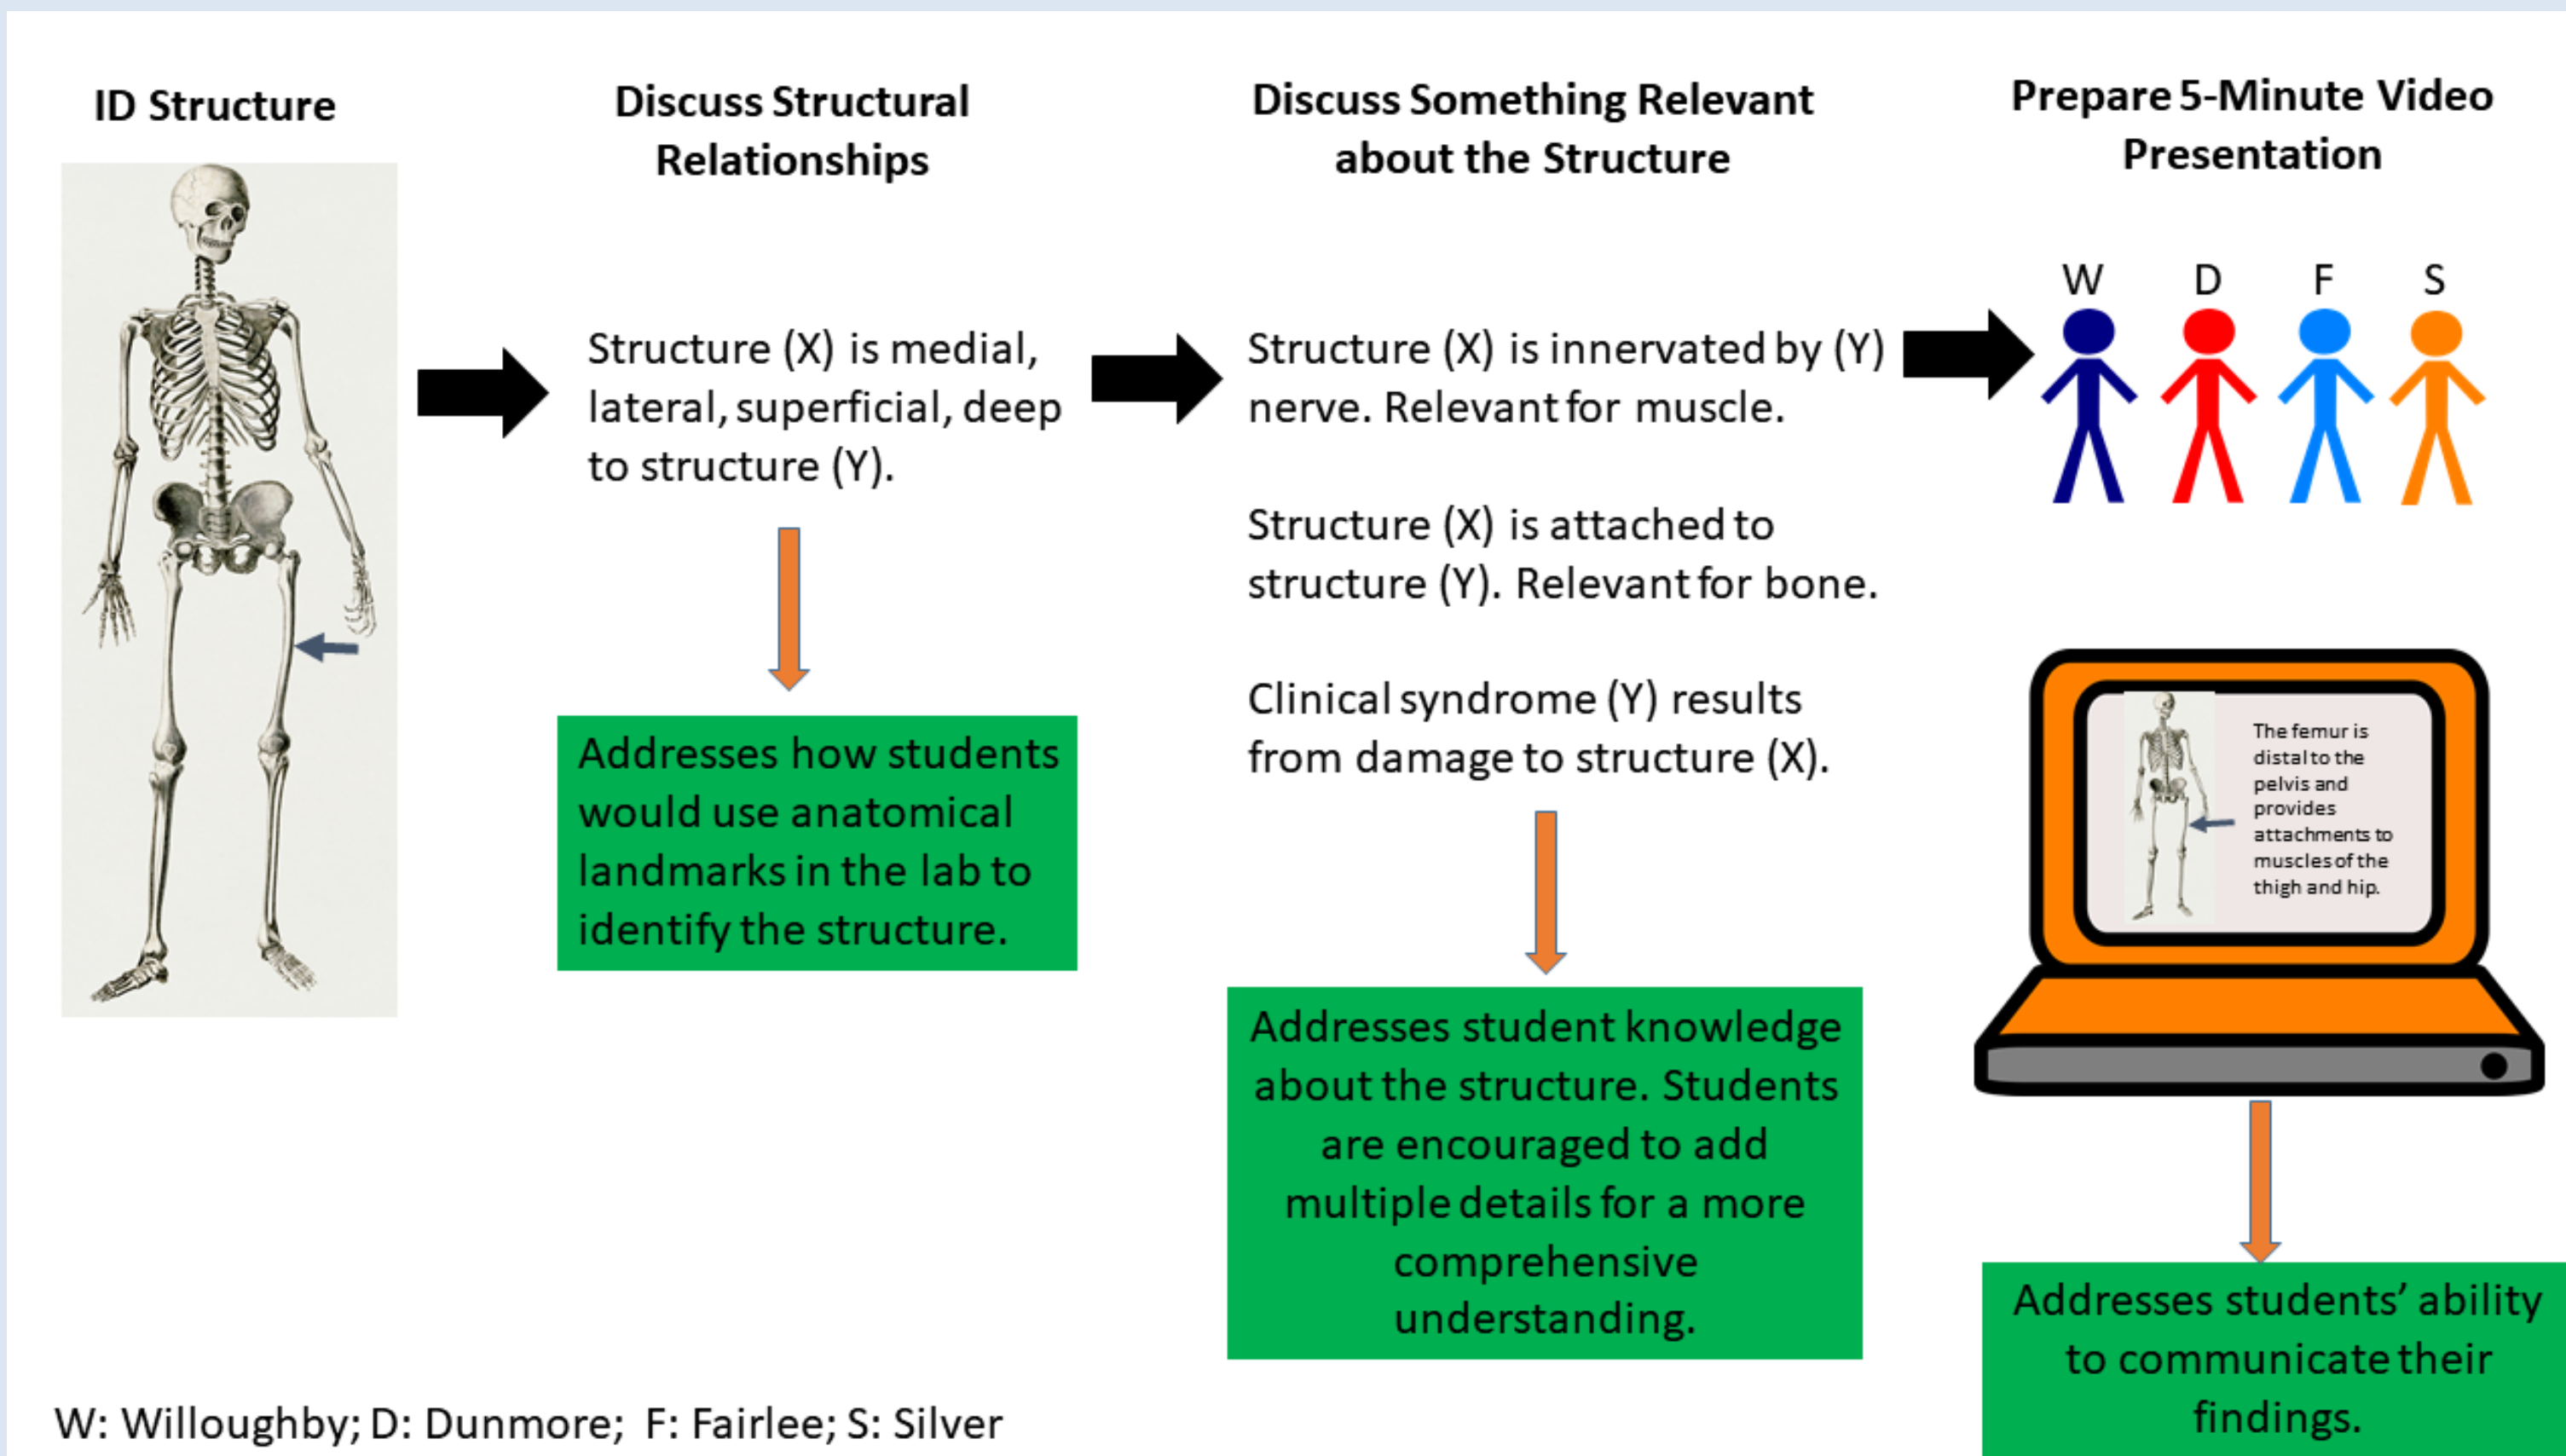 ID Structure
Discuss Structural
Relationships
Structure (X) is medial,
lateral, superficial, deep
to structure (Y).
Addresses how students
would use anatomical
landmarks in the lab to
identify the structure.
Discuss Something Relevant
about the Structure
Structure (X) is innervated by (Y)
nerve. Relevant for muscle.
Structure (X) is attached to
structure (Y). Relevant for bone.
Clinical syndrome (Y) results
from damage to structure (X).
Addresses student knowledge
about the structure. Students
are encouraged to add
multiple details for a more
comprehensive
understanding.
Prepare 5-Minute Video
Presentation
W D F S
The femur is
distal to the
pelvis and
provides
attachments to
muscles of the
thigh and hip.
Addresses students’ ability
to communicate their
findings.
W: Willoughby; D: Dunmore; F: Fairlee; S: Silver